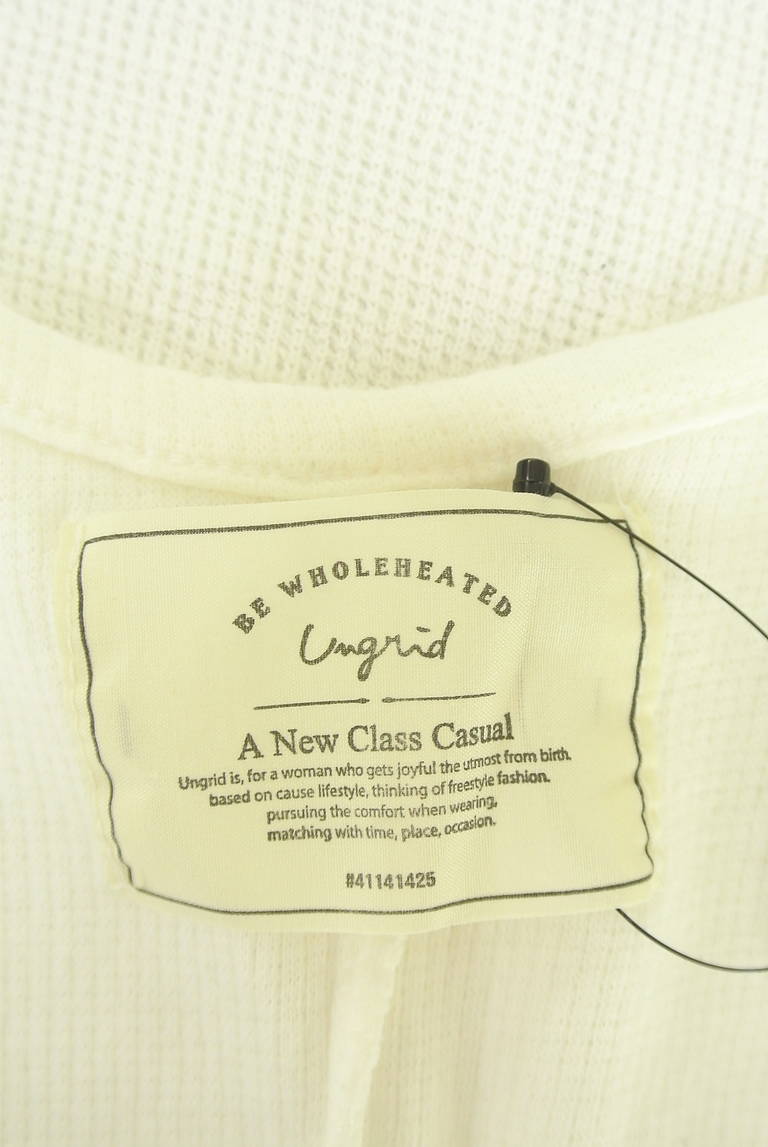 BE WHOLEHEATED
Ungrid
A New Class Casual
Ungrid is, for a woman who gets joyful the utmost from birth.
based on cause lifestyle, thinking of freestyle fashion.
pursuing the comfort when wearing,
matching with time, place, occasion.
#41141425